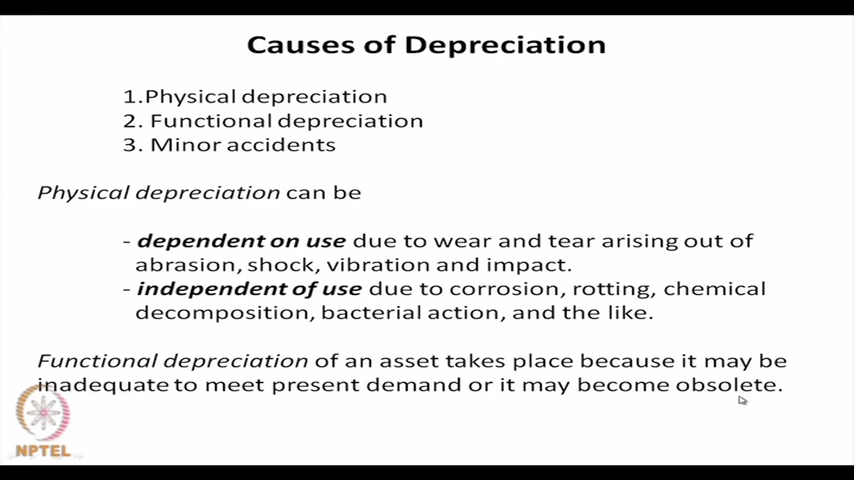 Causes of Depreciation
1.Physical depreciation
2. Functional depreciation
3. Minor accidents
Physical depreciation can be
- dependent on use due to wear and tear arising out of
abrasion, shock, vibration and impact.
- independent of use due to corrosion, rotting, chemical
decomposition, bacterial action, and the like.
Functional depreciation of an asset takes place because it may be
inadequate to meet present demand or it may become obsolete.
NPTEL